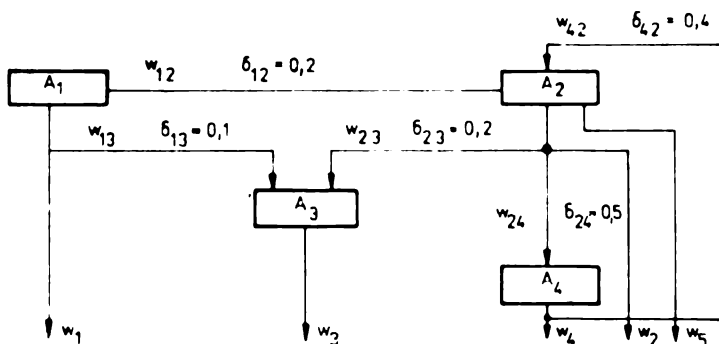 w₄₂ δ₄₂ = 0,4
A₁ w₁₂ δ₁₂ = 0,2 A₂
w₁₃ δ₁₃ = 0,1 w₂₃ δ₂₃ = 0,2
A₃
w₂₄ δ₂₄ = 0,5
A₄
w₁ w₃ w₄ w₂ w₅